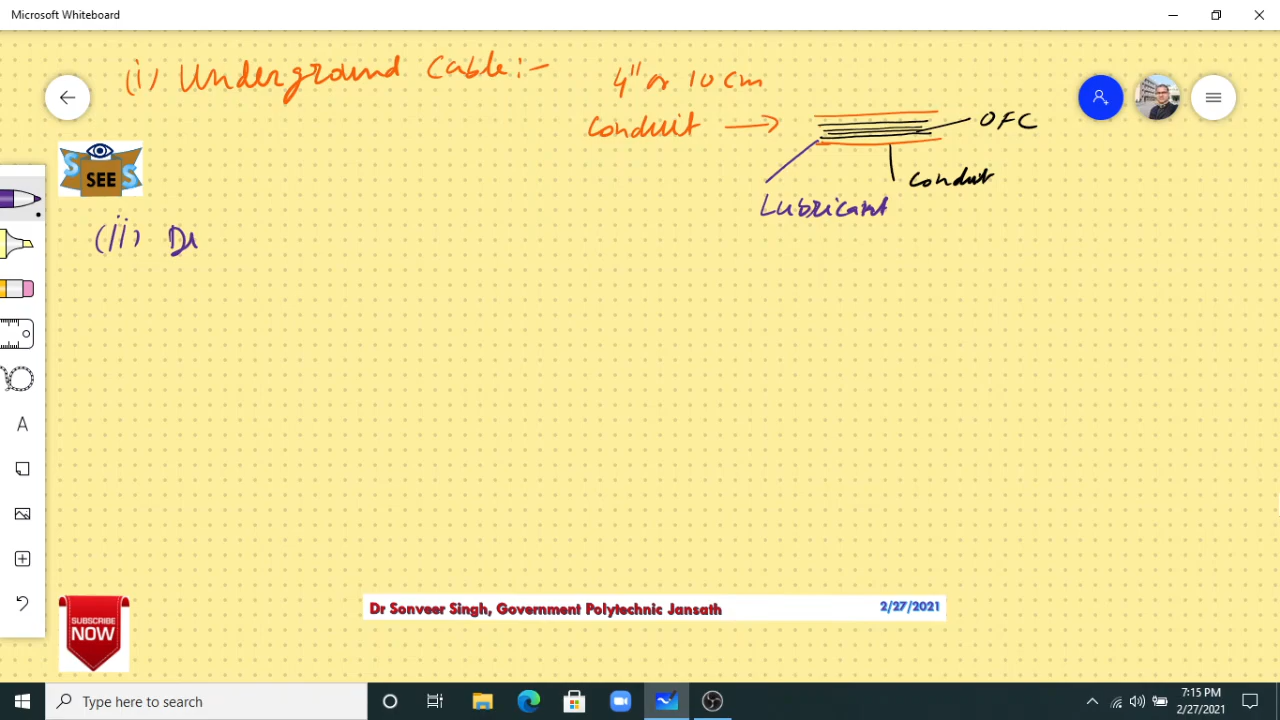 Microsoft Whiteboard
(i) Underground Cable:-
4" or 10 cm
Conduit →
OFC
Conduit
Lubricant
SEE
S
S
(ii)
A
SUBSCRIBE
NOW
Dr Sonveer Singh, Government Polytechnic Jansath
2/27/2021
Type here to search
7:15 PM
2/27/2021